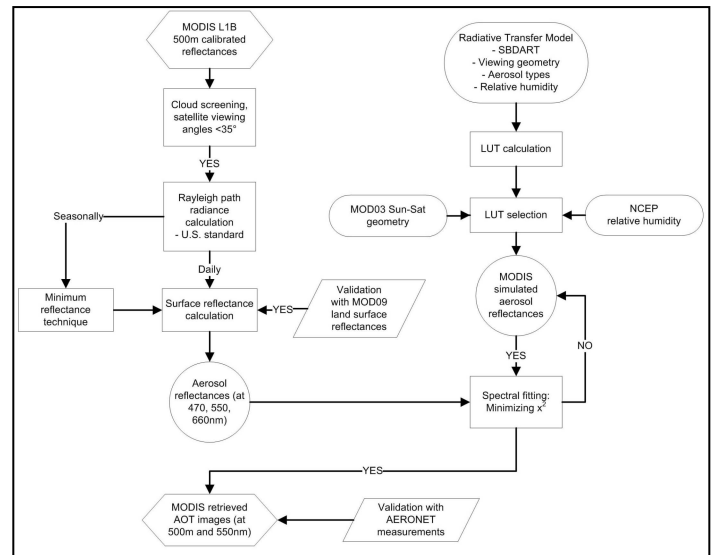 MODIS L1B
500m calibrated
reflectances
Cloud screening,
satellite viewing
angles <35°
YES
Rayleigh path
radiance
calculation
- U.S. standard
Seasonally
Daily
Minimum
reflectance
technique
Surface reflectance
calculation
YES
Validation
with MOD09
land surface
reflectances
Aerosol
reflectances (at
470, 550,
660nm)
Radiative Transfer Model
- SBDART
- Viewing geometry
- Aerosol types
- Relative humidity
LUT calculation
MOD03 Sun-Sat
geometry
LUT selection
NCEP
relative humidity
MODIS
simulated
aerosol
reflectances
YES
NO
Spectral fitting:
Minimizing x²
YES
MODIS retrieved
AOT images (at
500m and 550nm)
Validation with
AERONET
measurements